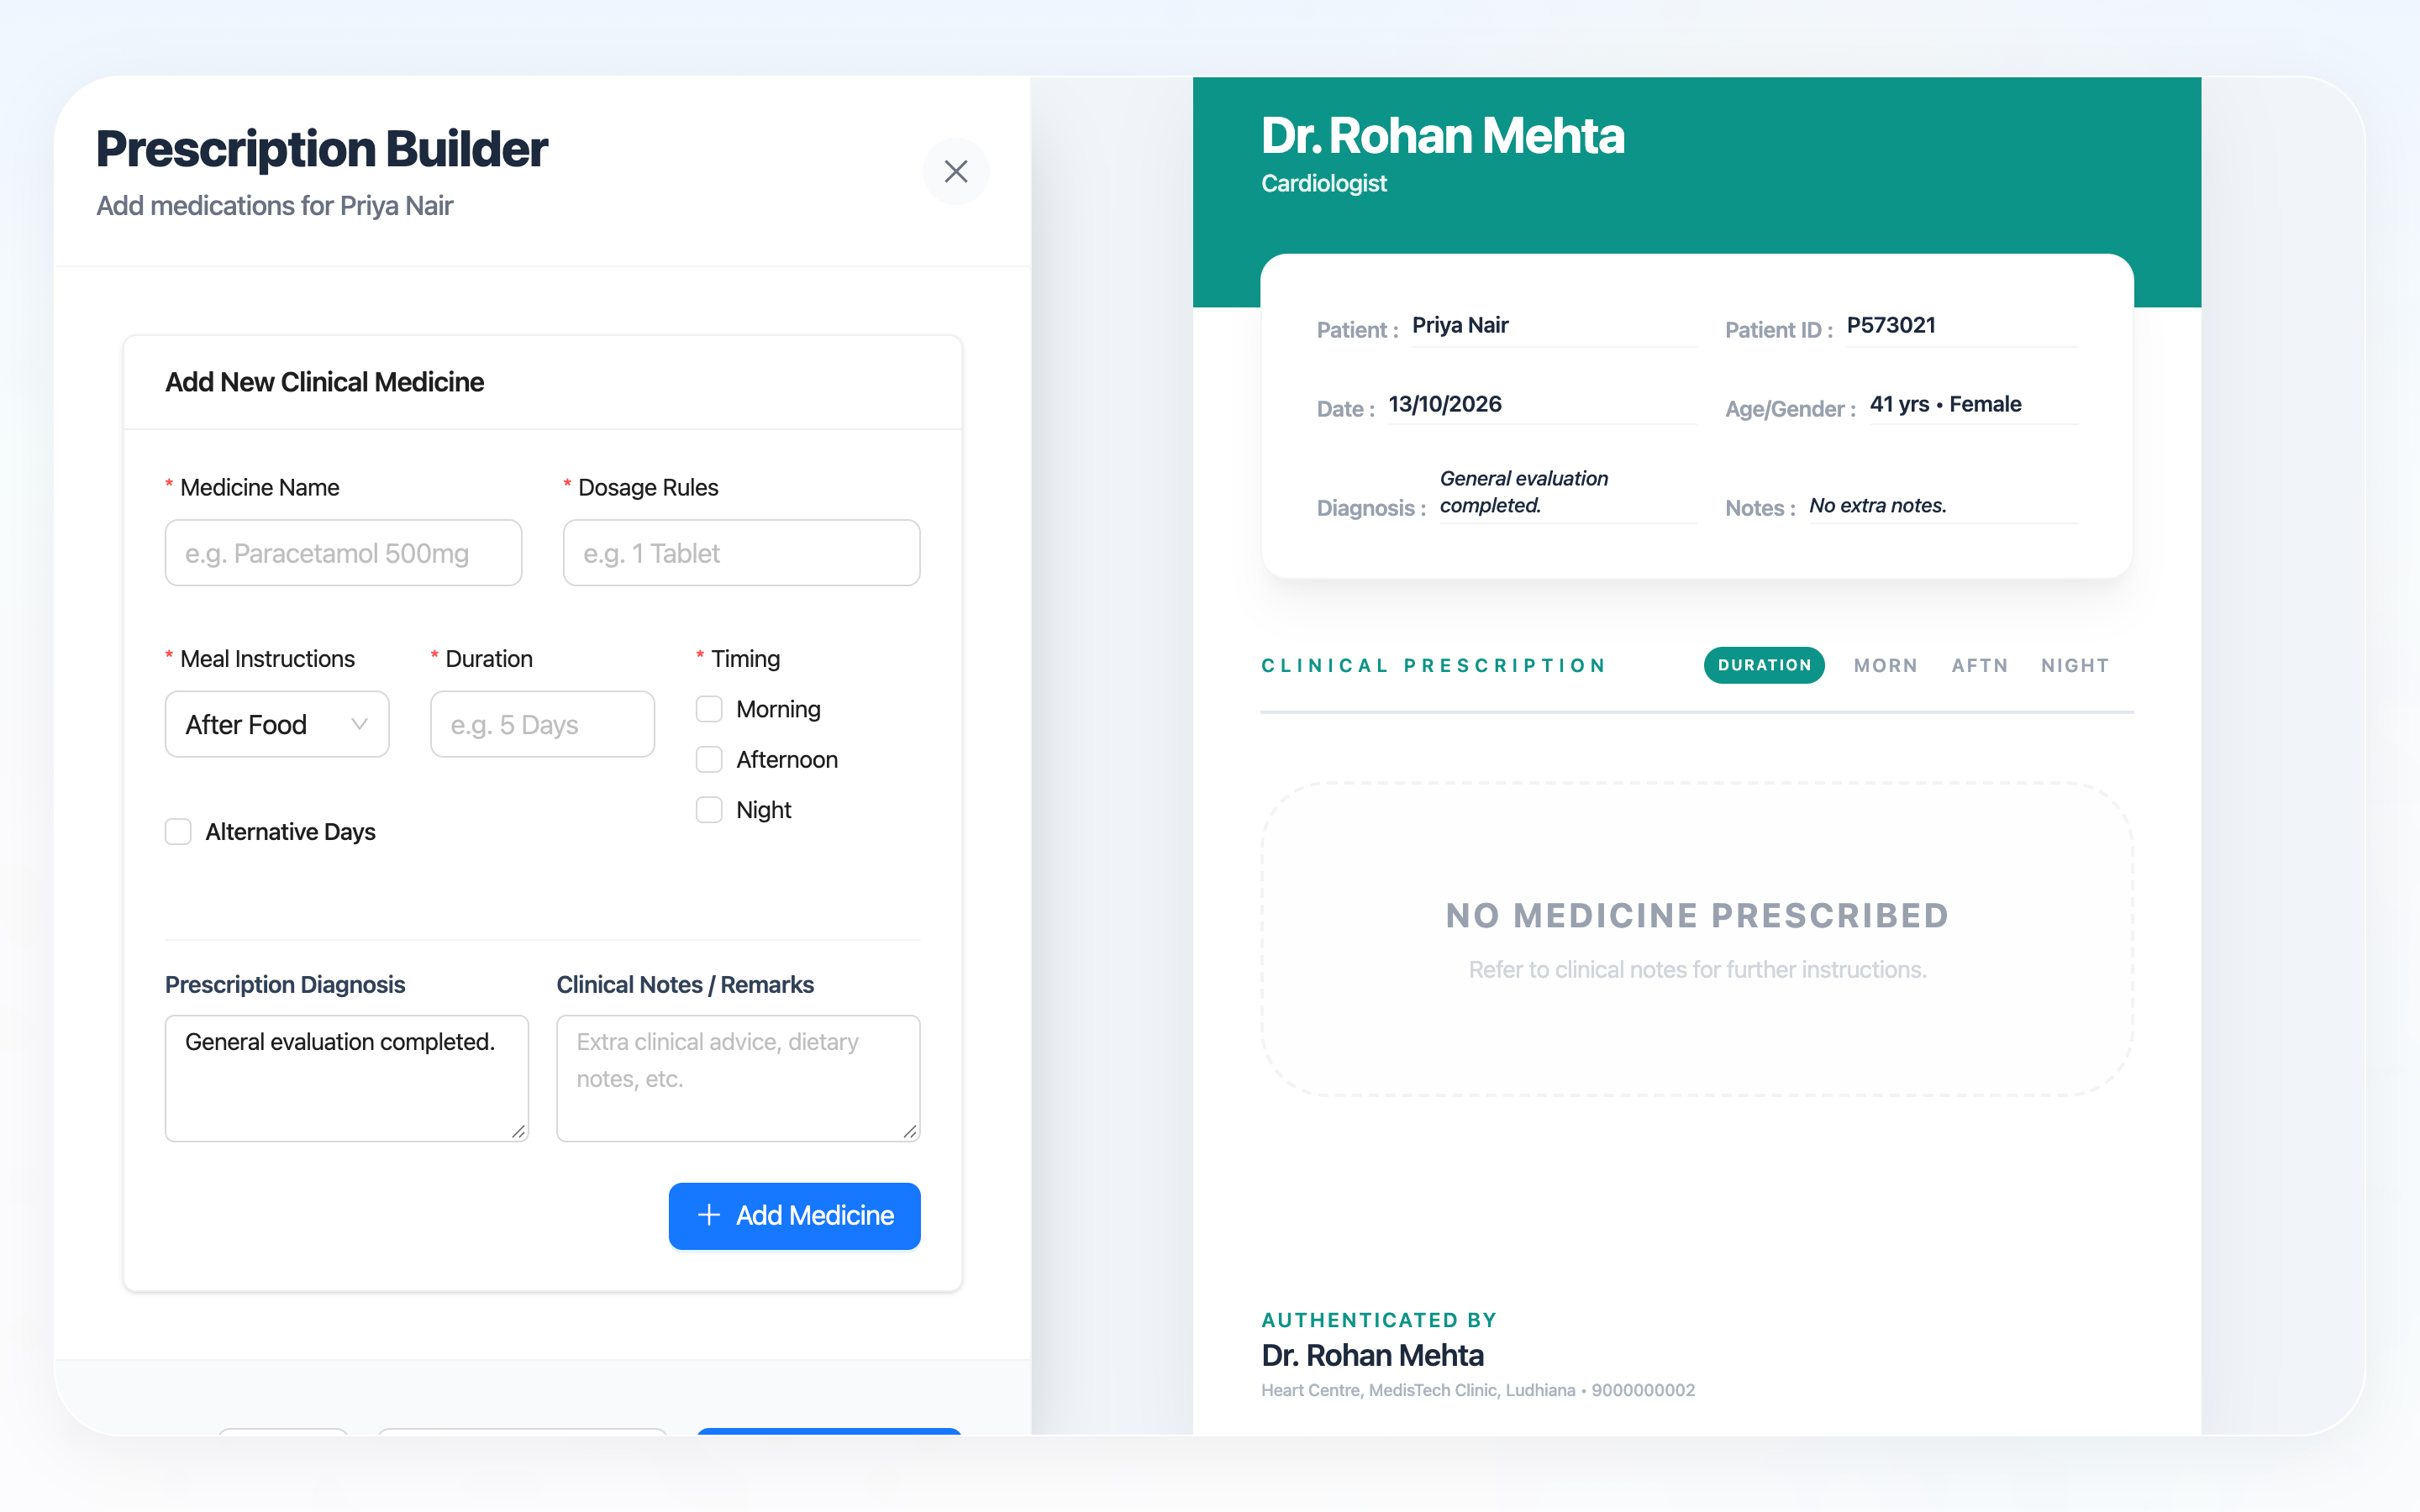 Prescription Builder
Add medications for Priya Nair
Add New Clinical Medicine
* Medicine Name
* Dosage Rules
e.g. Paracetamol 500mg
e.g. 1 Tablet
* Meal Instructions
* Duration
* Timing
After Food
e.g. 5 Days
Morning
Afternoon
Night
Alternative Days
Prescription Diagnosis
Clinical Notes / Remarks
General evaluation completed.
Extra clinical advice, dietary
notes, etc.
Add Medicine
Dr. Rohan Mehta
Cardiologist
Patient : Priya Nair
Patient ID : P573021
Date : 13/10/2026
Age/Gender : 41 yrs • Female
Diagnosis : General evaluation
completed.
Notes : No extra notes.
CLINICAL PRESCRIPTION
DURATION MORN AFTN NIGHT
NO MEDICINE PRESCRIBED
Refer to clinical notes for further instructions.
AUTHENTICATED BY
Dr. Rohan Mehta
Heart Centre, MedisTech Clinic, Ludhiana • 9000000002